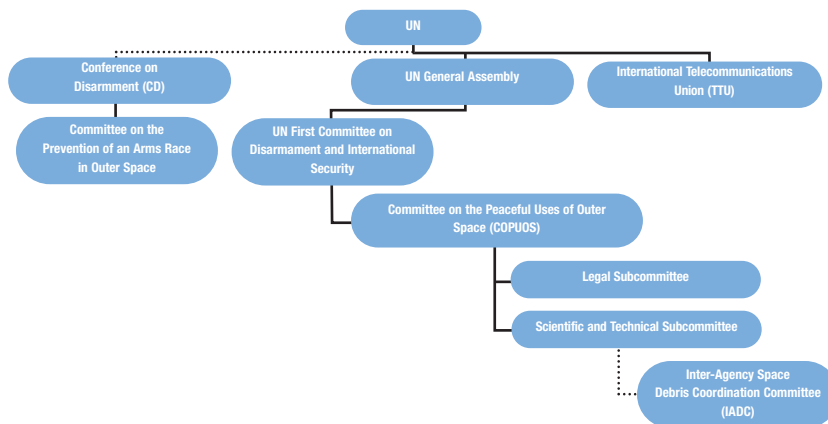 UN
Conference on
Disarment (CD)
UN General Assembly
International Telecommunications
Union (TTU)
Committee on the
Prevention of an Arms Race
in Outer Space
UN First Committee on
Disarmament and International
Security
Committee on the Peaceful Uses of Outer
Space (COPUOS)
Legal Subcommittee
Scientific and Technical Subcommittee
Inter-Agency Space
Debris Coordination Committee
(IADC)